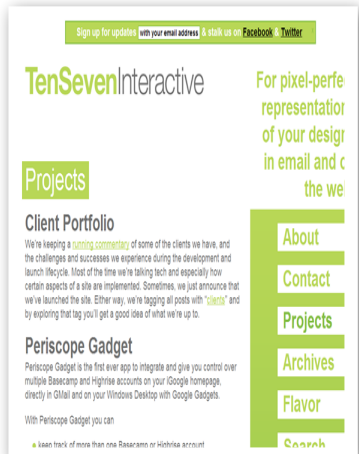 Sign up for updates with your email address & stalk us on Facebook & Twitter
TenSevenInteractive
For pixel-perfe
representation
of your design
in email and o
the we
Projects
Client Portfolio
We're keeping a running commentary of some of the clients we have, and
the challenges and successes we experience during the development and
launch lifecycle. Most of the time we're talking tech and especially how
certain aspects of a site are implemented. Sometimes, we just announce that
we've launched the site. Either way, we're tagging all posts with "clients" and
by exploring that tag you'll get a good idea of what we're up to.
Periscope Gadget
Periscope Gadget is the first ever app to integrate and give you control over
multiple Basecamp and Highrise accounts on your iGoogle homepage,
directly in GMail and on your Windows Desktop with Google Gadgets.
With Periscope Gadget you can
keep track of more than one Basecamp or Highrise account
About
Contact
Projects
Archives
Flavor
Search